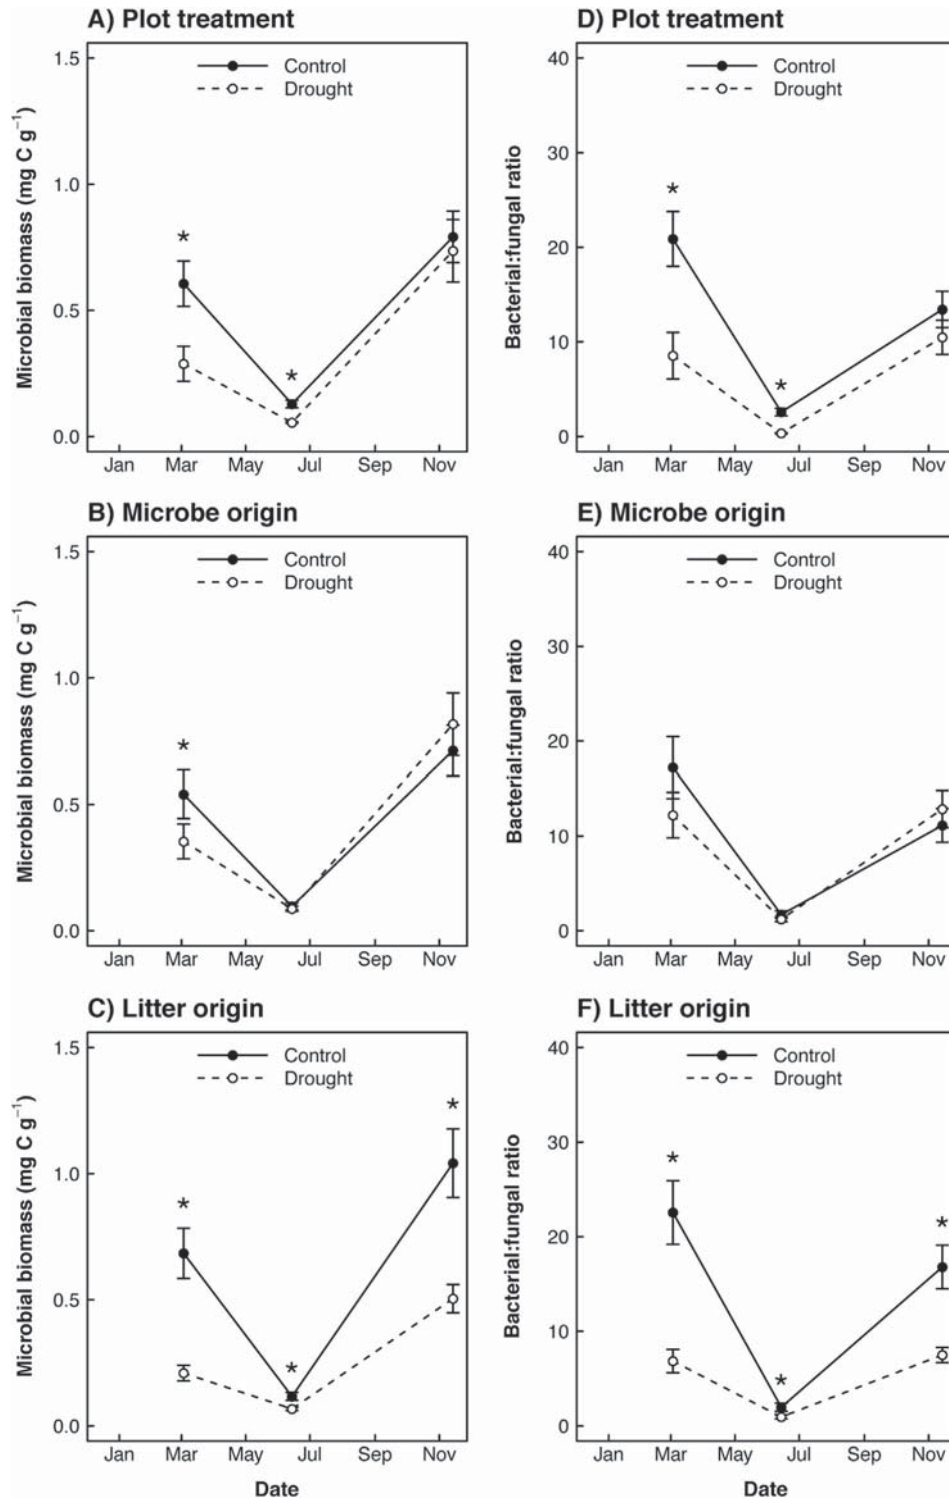 A) Plot treatment
Microbial biomass (mg C g⁻¹)
1.5
1.0
0.5
0.0
Control
Drought
*
*
Jan Mar May Jul Sep Nov
D) Plot treatment
Bacterial:fungal ratio
40
30
20
10
0
Control
Drought
*
*
Jan Mar May Jul Sep Nov
B) Microbe origin
Microbial biomass (mg C g⁻¹)
1.5
1.0
0.5
0.0
Control
Drought
*
Jan Mar May Jul Sep Nov
E) Microbe origin
Bacterial:fungal ratio
40
30
20
10
0
Control
Drought
Jan Mar May Jul Sep Nov
C) Litter origin
Microbial biomass (mg C g⁻¹)
1.5
1.0
0.5
0.0
Control
Drought
*
*
*
Jan Mar May Jul Sep Nov
Date
F) Litter origin
Bacterial:fungal ratio
40
30
20
10
0
Control
Drought
*
*
*
Jan Mar May Jul Sep Nov
Date